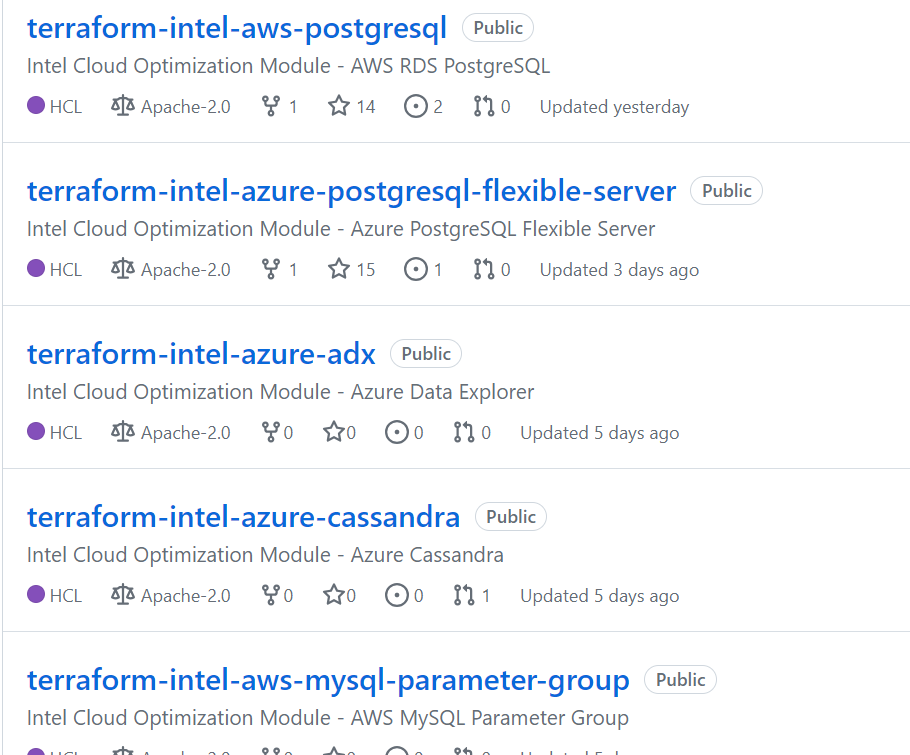 terraform-intel-aws-postgresql Public
Intel Cloud Optimization Module - AWS RDS PostgreSQL
HCL Apache-2.0 1 14 2 0 Updated yesterday
terraform-intel-azure-postgresql-flexible-server Public
Intel Cloud Optimization Module - Azure PostgreSQL Flexible Server
HCL Apache-2.0 1 15 1 0 Updated 3 days ago
terraform-intel-azure-adx Public
Intel Cloud Optimization Module - Azure Data Explorer
HCL Apache-2.0 0 0 0 0 Updated 5 days ago
terraform-intel-azure-cassandra Public
Intel Cloud Optimization Module - Azure Cassandra
HCL Apache-2.0 0 0 0 1 Updated 5 days ago
terraform-intel-aws-mysql-parameter-group Public
Intel Cloud Optimization Module - AWS MySQL Parameter Group